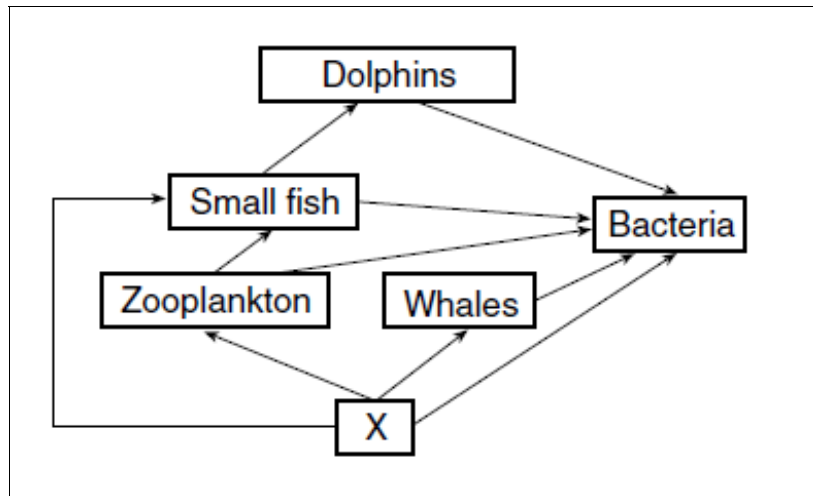 Dolphins
Small fish
Bacteria
Zooplankton
Whales
X